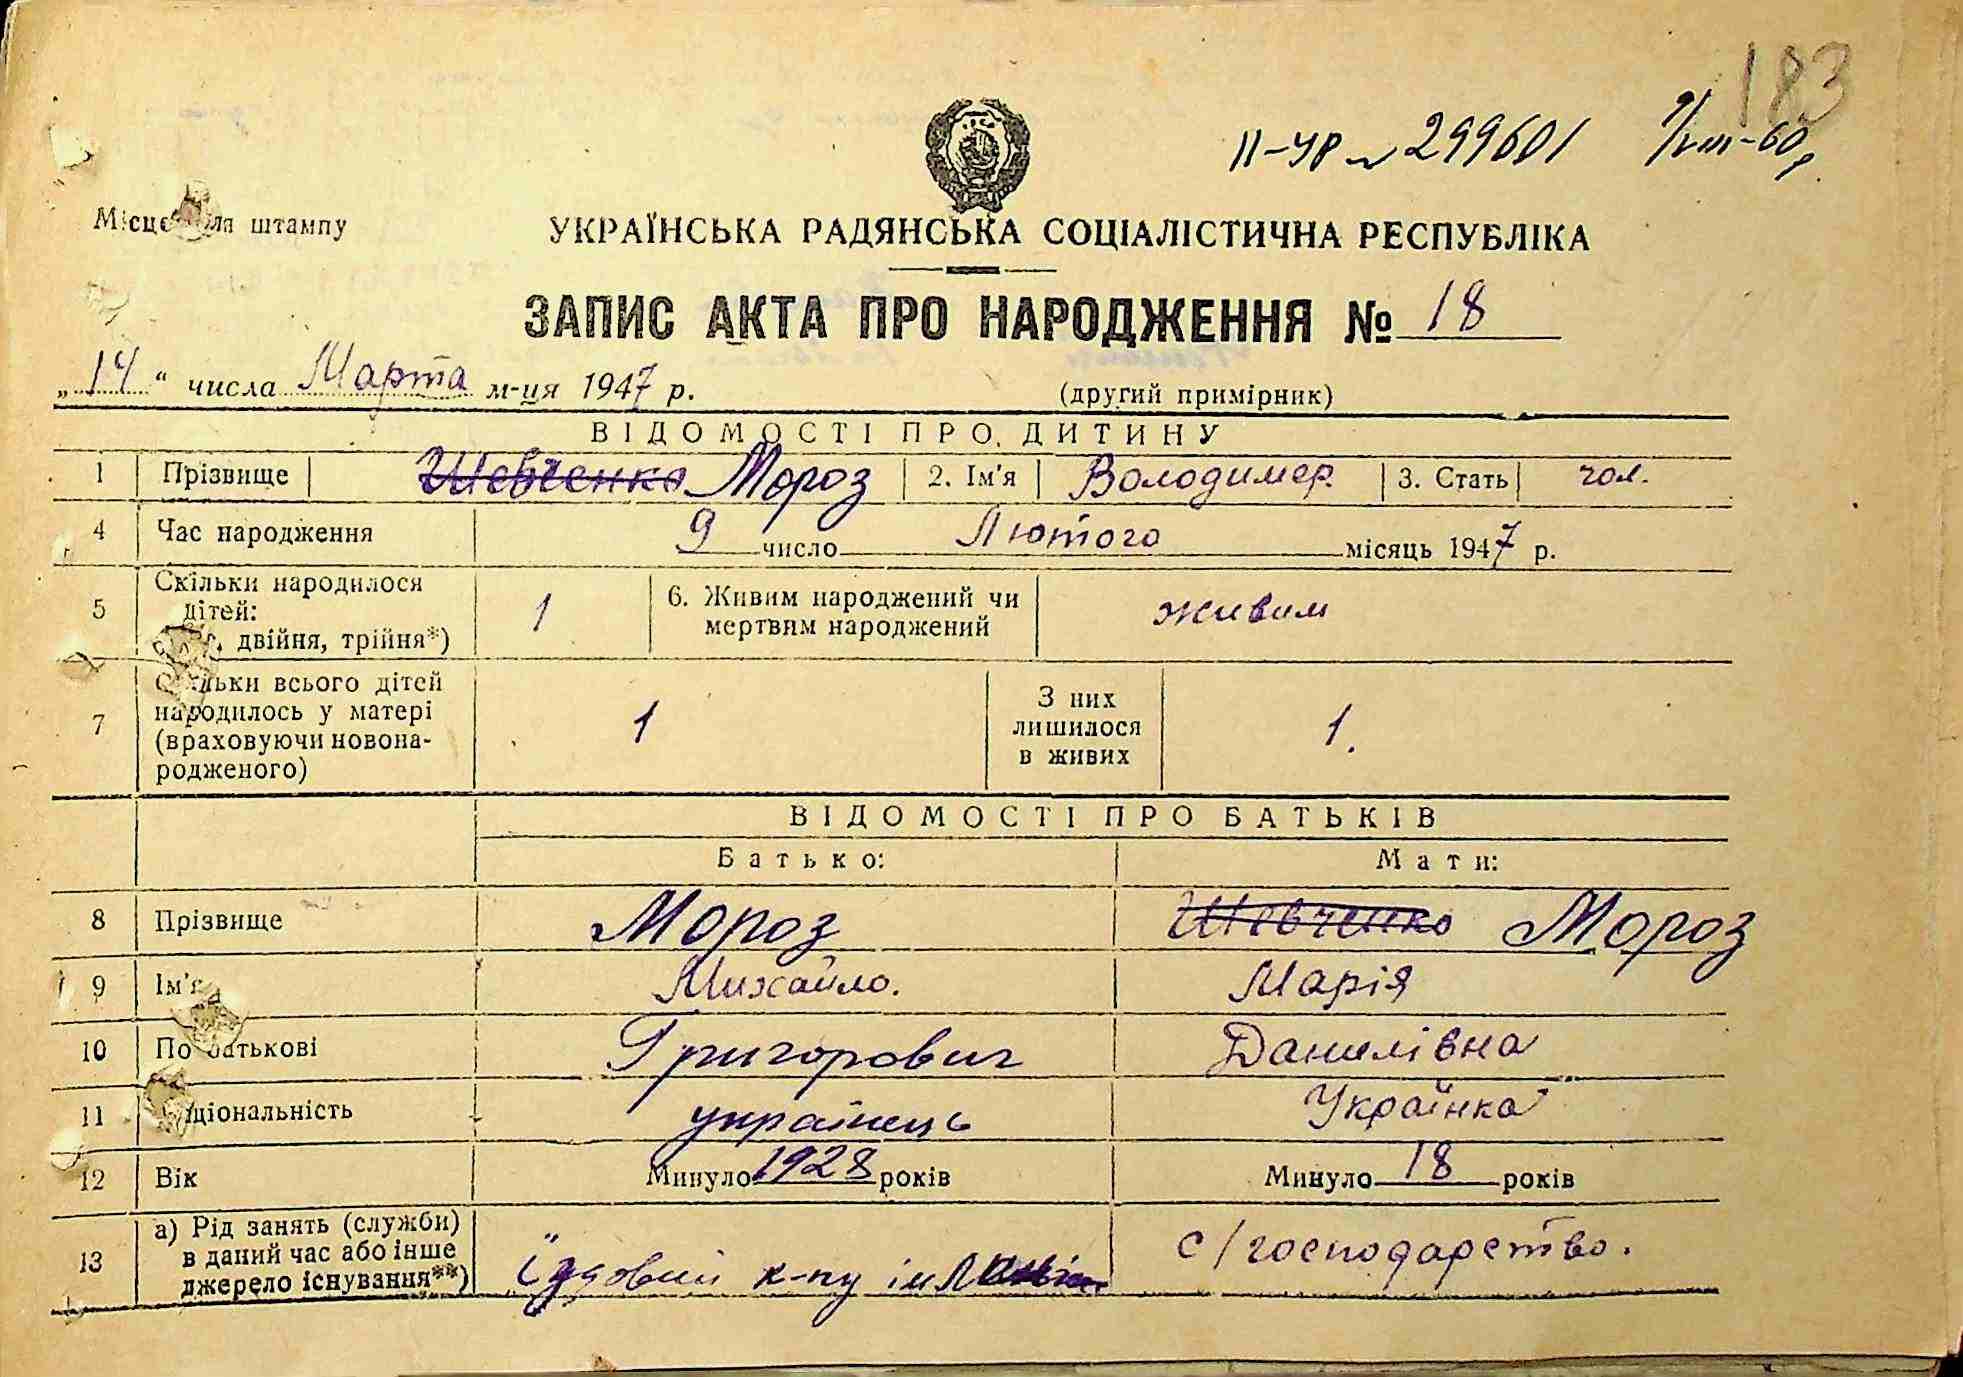 183
II-УР № 299601 9/VIII-60р
Місце для штампу
УКРАЇНСЬКА РАДЯНСЬКА СОЦІАЛІСТИЧНА РЕСПУБЛІКА
ЗАПИС АКТА ПРО НАРОДЖЕННЯ № 18
„14“ числа Марта м-ця 1947 р. (другий примірник)
ВІДОМОСТІ ПРО ДИТИНУ
1 Прізвище Шевченко Мороз 2. Ім'я Володимер. 3. Стать чол.
4 Час народження 9 число Лютого місяць 1947 р.
5 Скільки народилося дітей: двійня, трійня*) 1 6. Живим народжений чи мертвим народжений живим
7 Скільки всього дітей народилось у матері (враховуючи новонародженого) 1 З них лишилося в живих 1.
ВІДОМОСТІ ПРО БАТЬКІВ
Батько: Мати:
8 Прізвище Мороз Шевченко Мороз
9 Ім'я Михайло. Марія
10 По батькові Григорович Данилівна
11 Національність українець Українка
12 Вік Минуло 1928 років Минуло 18 років
13 а) Рід занять (служби) в даний час або інше джерело існування**) к-пу ім с/господарство.